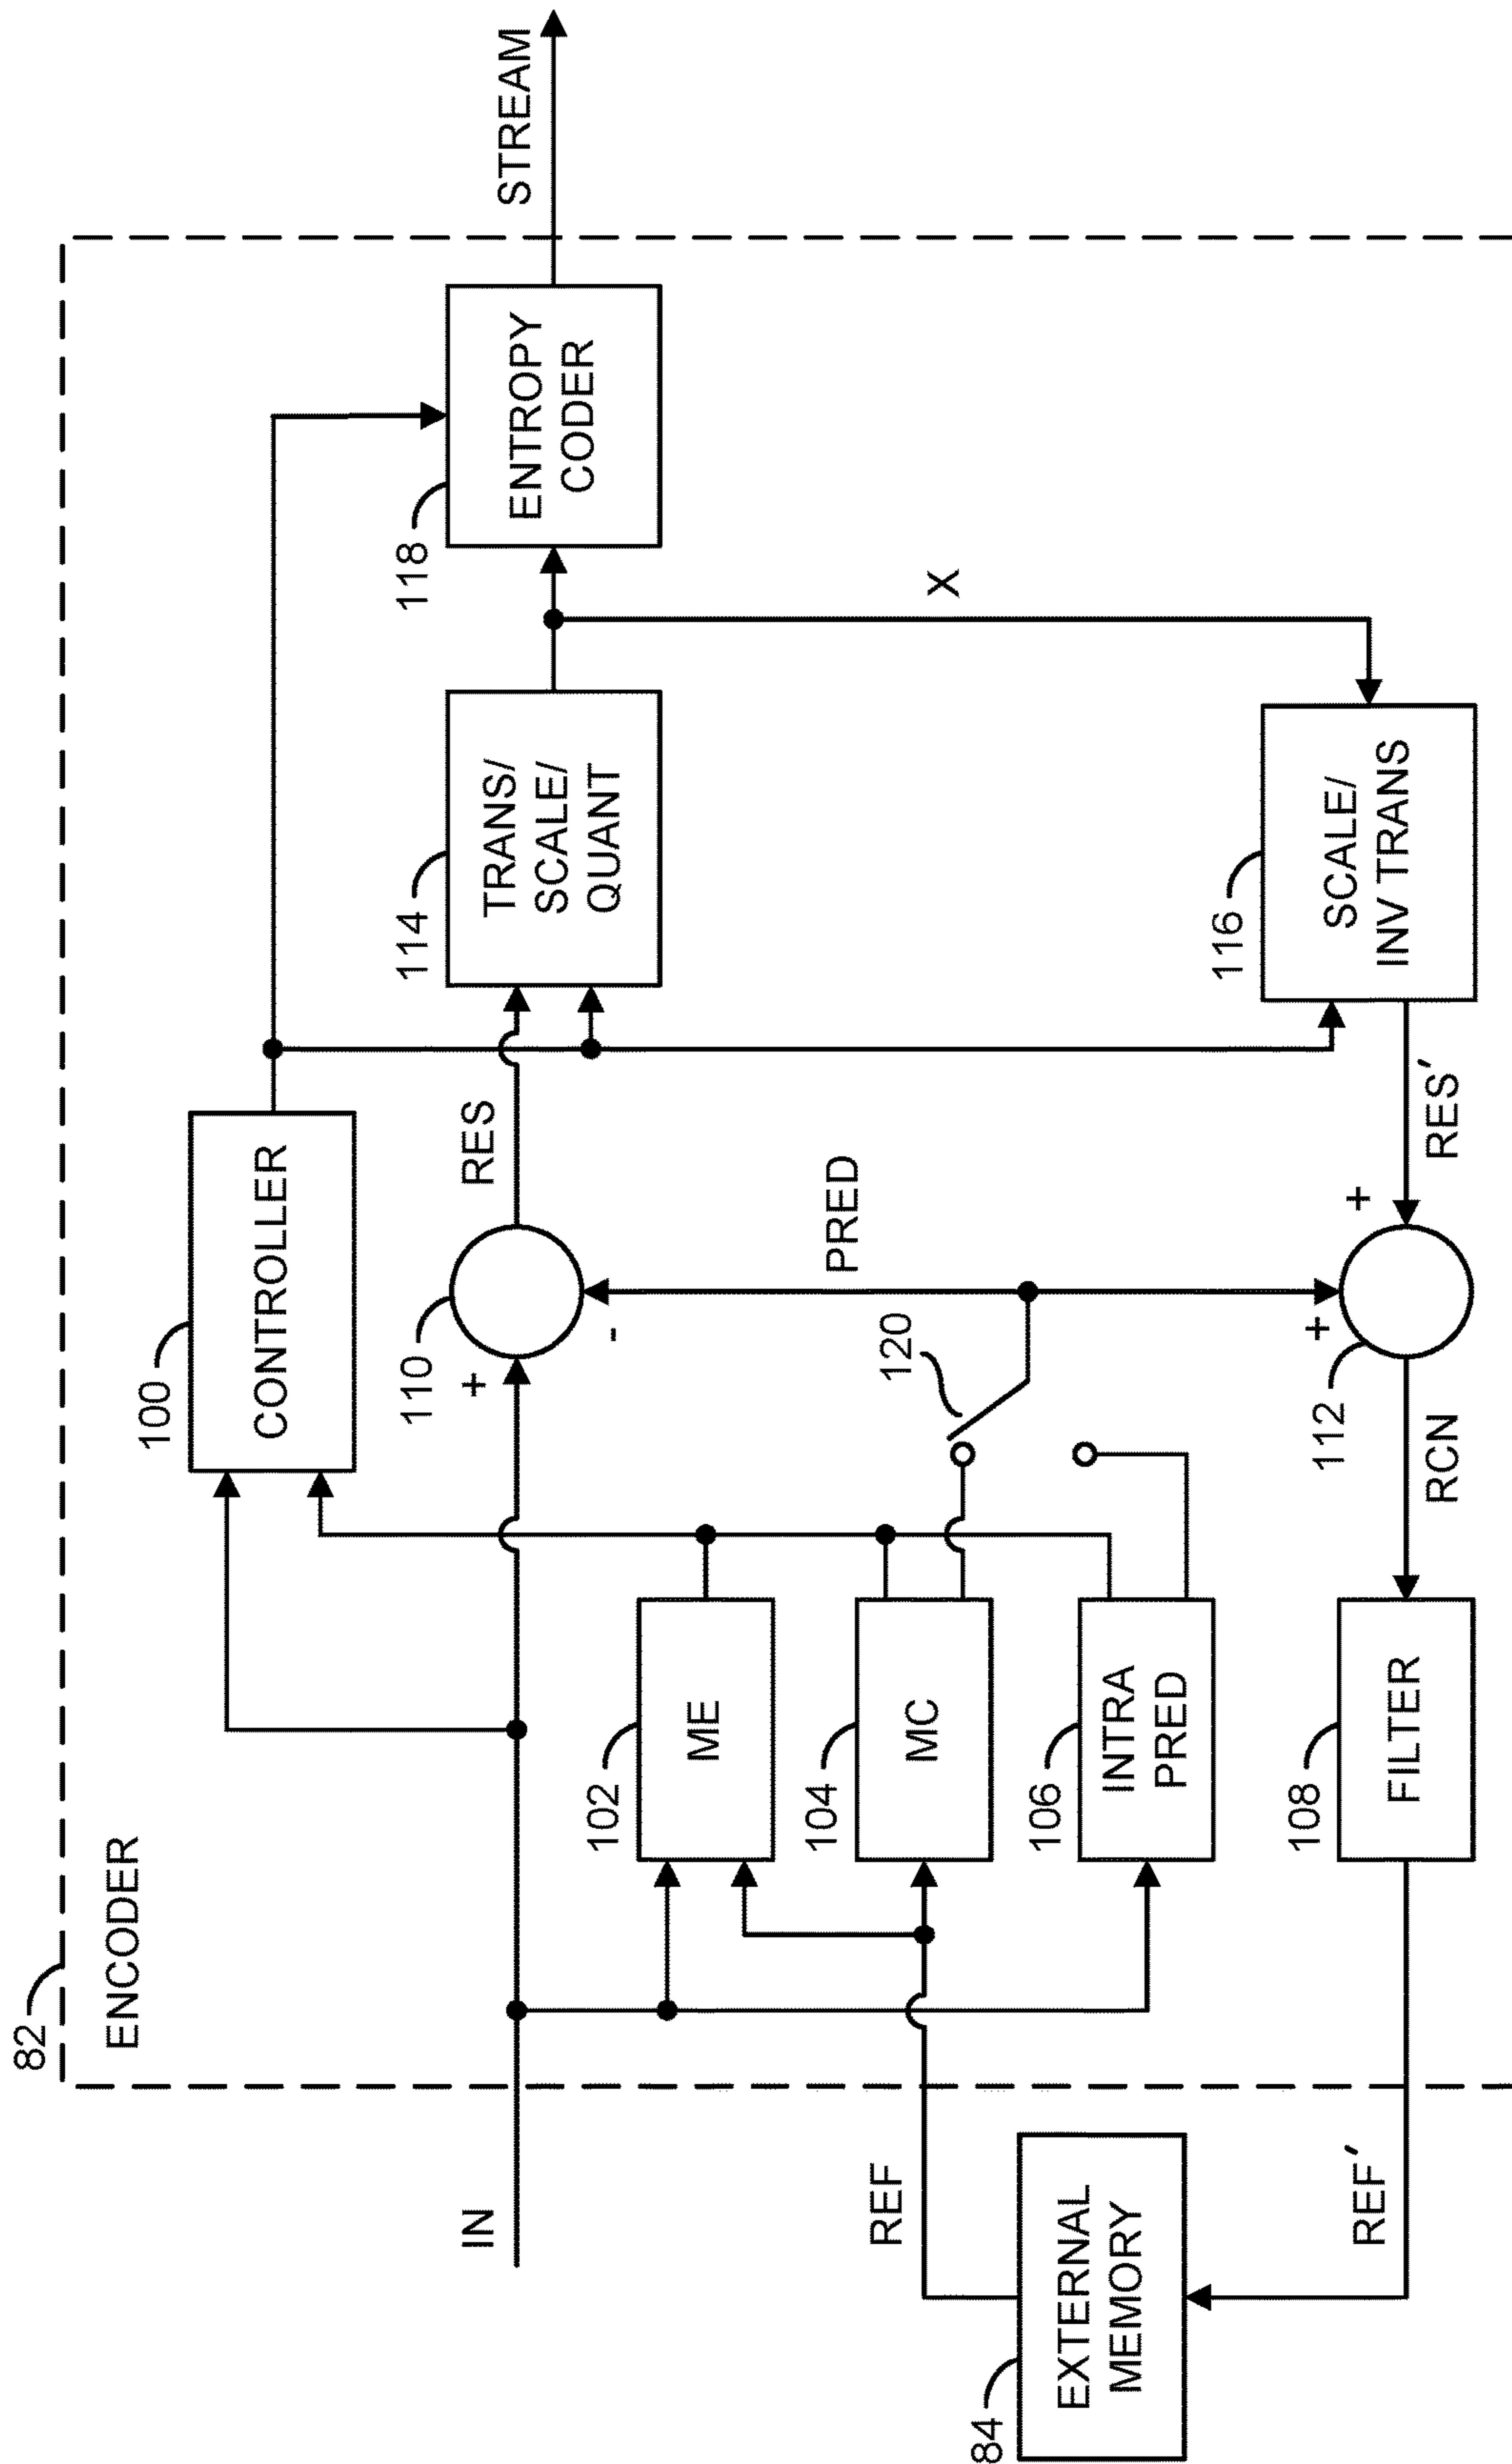 82
ENCODER
100
CONTROLLER
118
ENTROPY
CODER
STREAM
IN
+
110
-
RES
114
TRANS/
SCALE/
QUANT
102
ME
PRED
X
REF
104
MC
120
84
EXTERNAL
MEMORY
106
INTRA
PRED
116
SCALE/
INV TRANS
REF′
108
FILTER
RCN
112
+
+
RES′